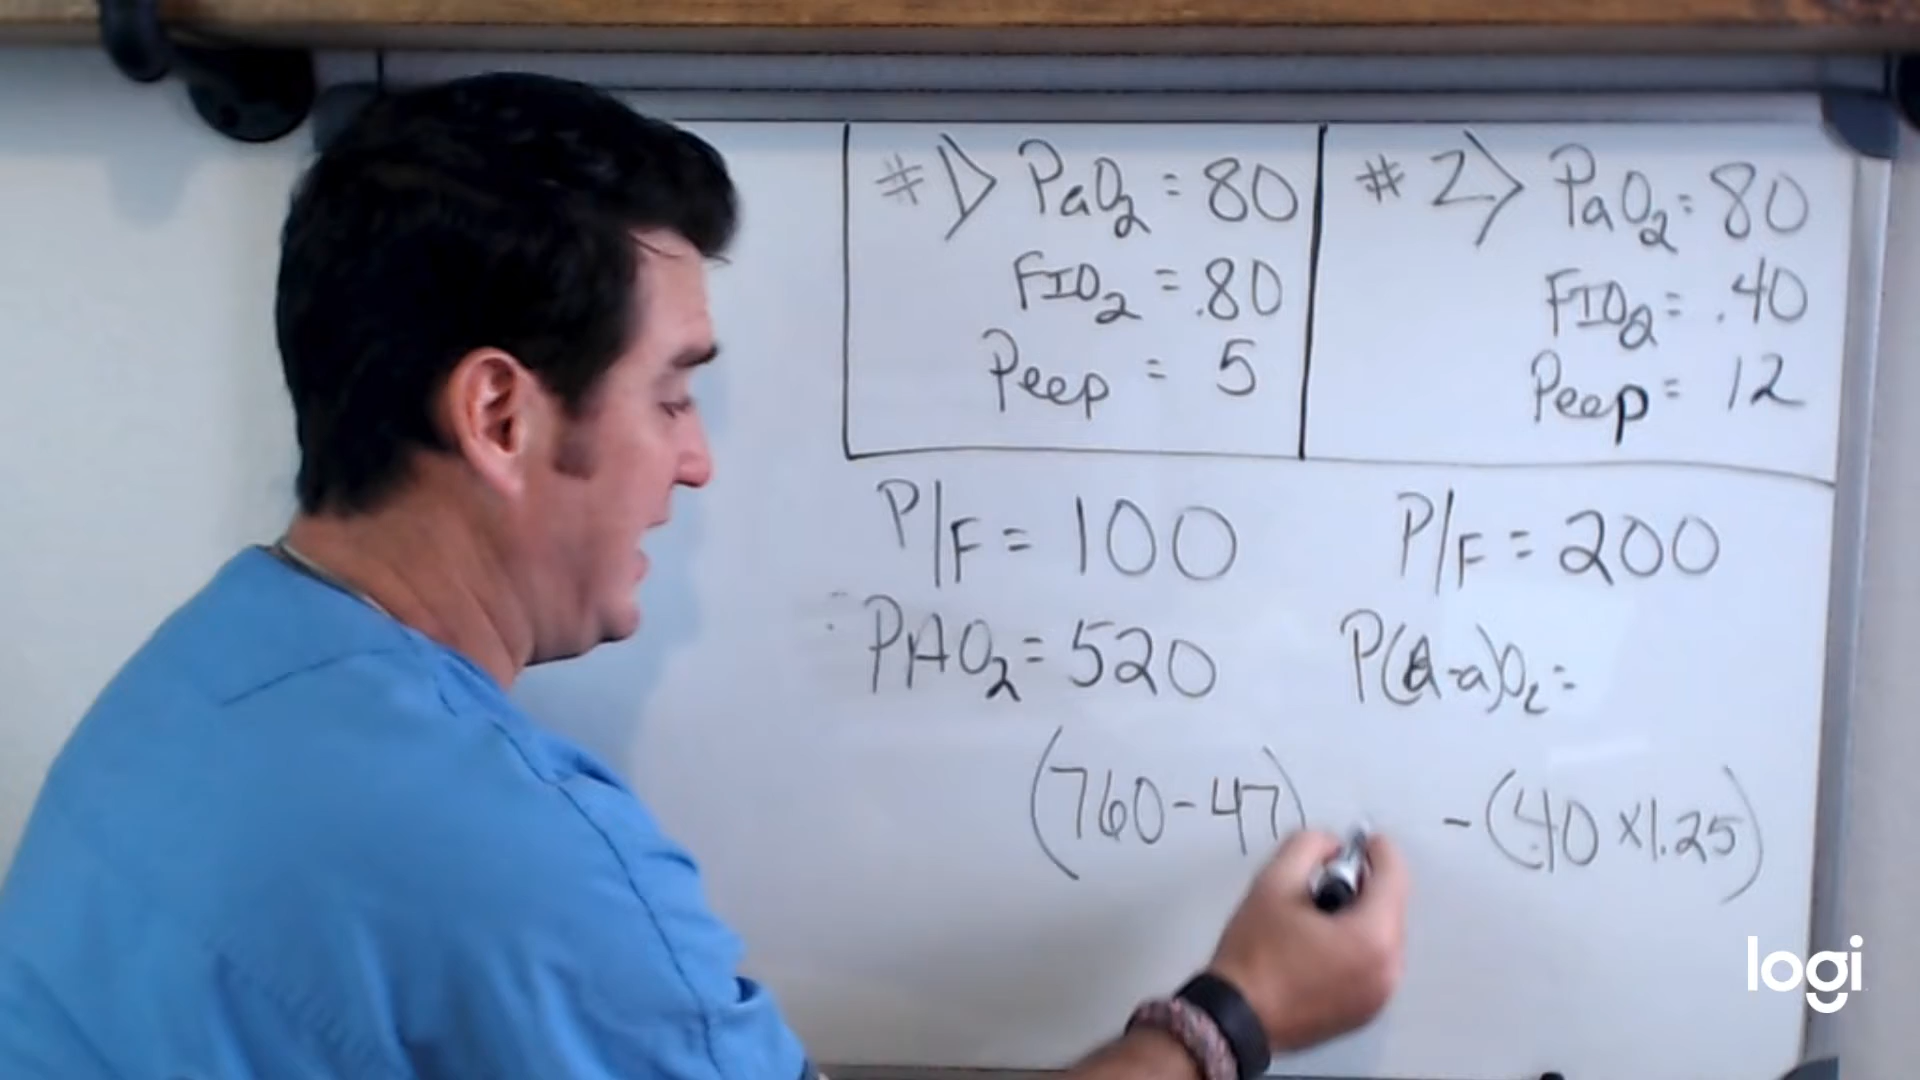 #1> PaO2 = 80
FIO2 = .80
Peep = 5
#2> PaO2 = 80
FIO2 = .40
Peep = 12
P/F = 100
P/F = 200
PAO2 = 520
P(A-a)O2 =
(760-47) - (.40 x 1.25)
logi